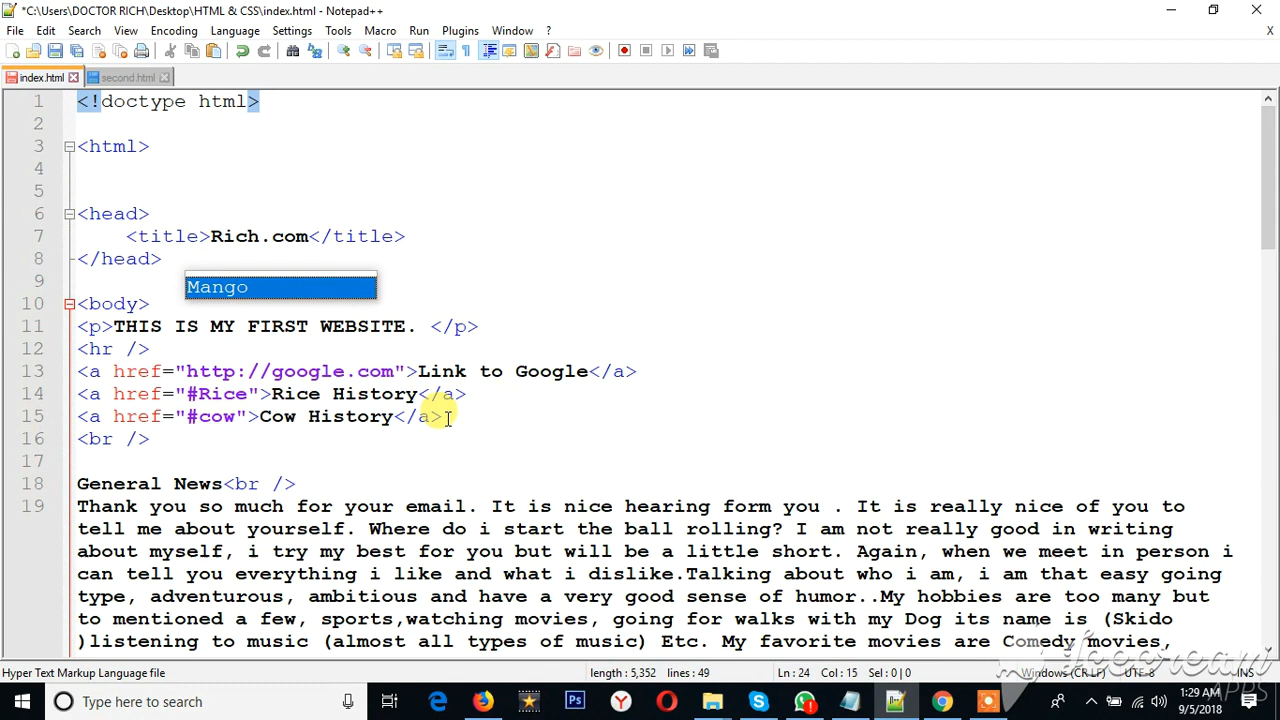 *C:\Users\DOCTOR RICH\Desktop\HTML & CSS\index.html - Notepad++
File Edit Search View Encoding Language Settings Tools Macro Run Plugins Window ? X
index.html second.html
1 <!doctype html>
2
3 <html>
4
5
6 <head>
7 <title>Rich.com</title>
8 </head>
9
Mango
10 <body>
11 <p>THIS IS MY FIRST WEBSITE. </p>
12 <hr />
13 <a href="http://google.com">Link to Google</a>
14 <a href="#Rice">Rice History</a>
15 <a href="#cow">Cow History</a>
16 <br />
17
18 General News<br />
19 Thank you so much for your email. It is nice hearing form you . It is really nice of you to
tell me about yourself. Where do i start the ball rolling? I am not really good in writing
about myself, i try my best for you but will be a little short. Again, when we meet in person i
can tell you everything i like and what i dislike.Talking about who i am, i am that easy going
type, adventurous, ambitious and have a very good sense of humor..My hobbies are too many but
to mentioned a few, sports,watching movies, going for walks with my Dog its name is (Skido
)listening to music (almost all types of music) Etc. My favorite movies are Comedy movies,
Icecream
APPS
Hyper Text Markup Language file length : 5,352 lines : 49 Ln : 24 Col : 15 Sel : 0 | 0 Windows (CR LF) UTF-8 INS
Type here to search
1:29 AM
9/5/2018